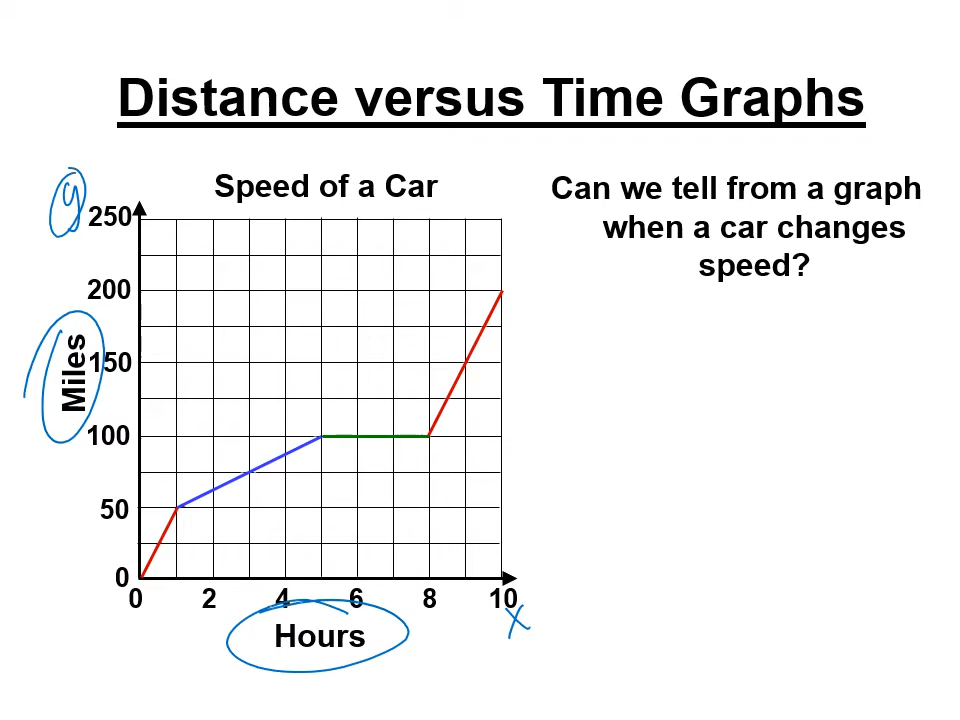 Distance versus Time Graphs
Speed of a Car
Can we tell from a graph
when a car changes
speed?
y
250
200
150
100
50
0
Miles
0 2 4 6 8 10
x
Hours